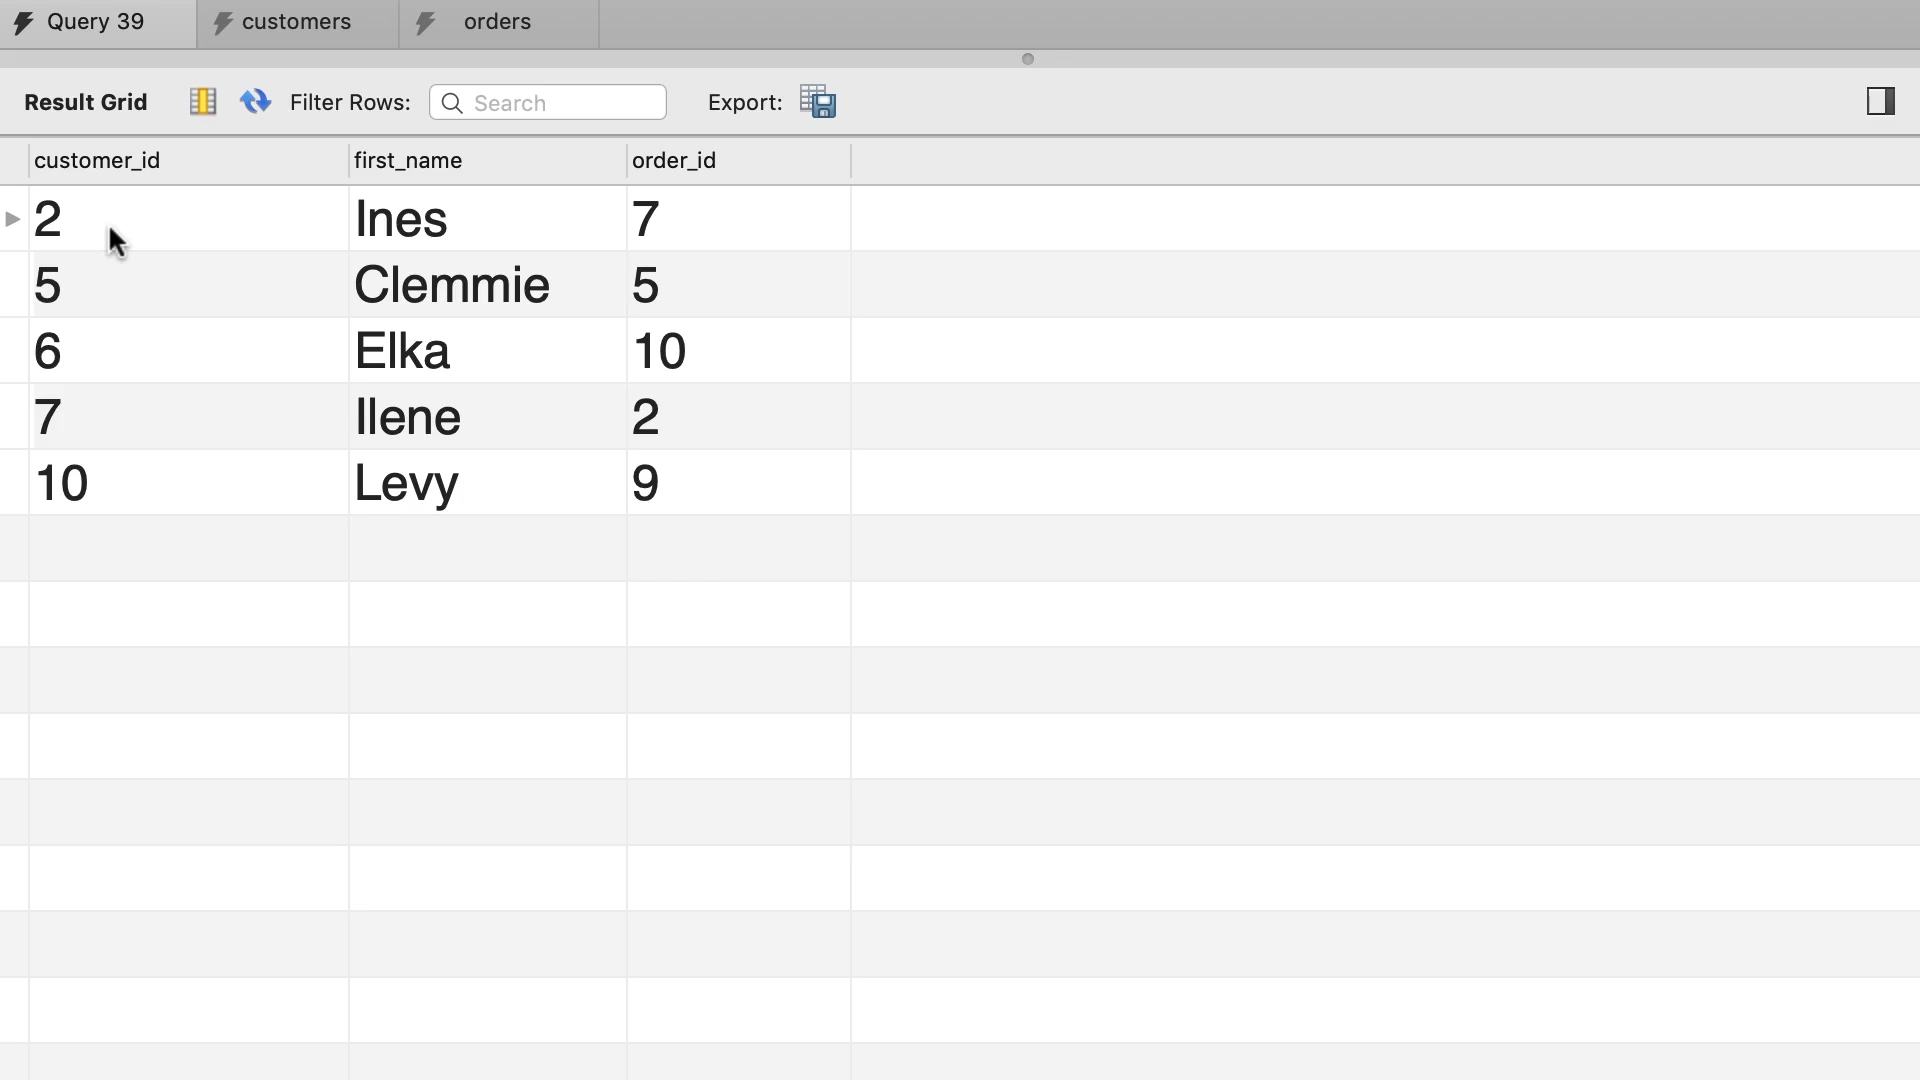 Query 39 customers orders
Result Grid Filter Rows: Search Export:
customer_id first_name order_id
2 Ines 7
5 Clemmie 5
6 Elka 10
7 Ilene 2
10 Levy 9